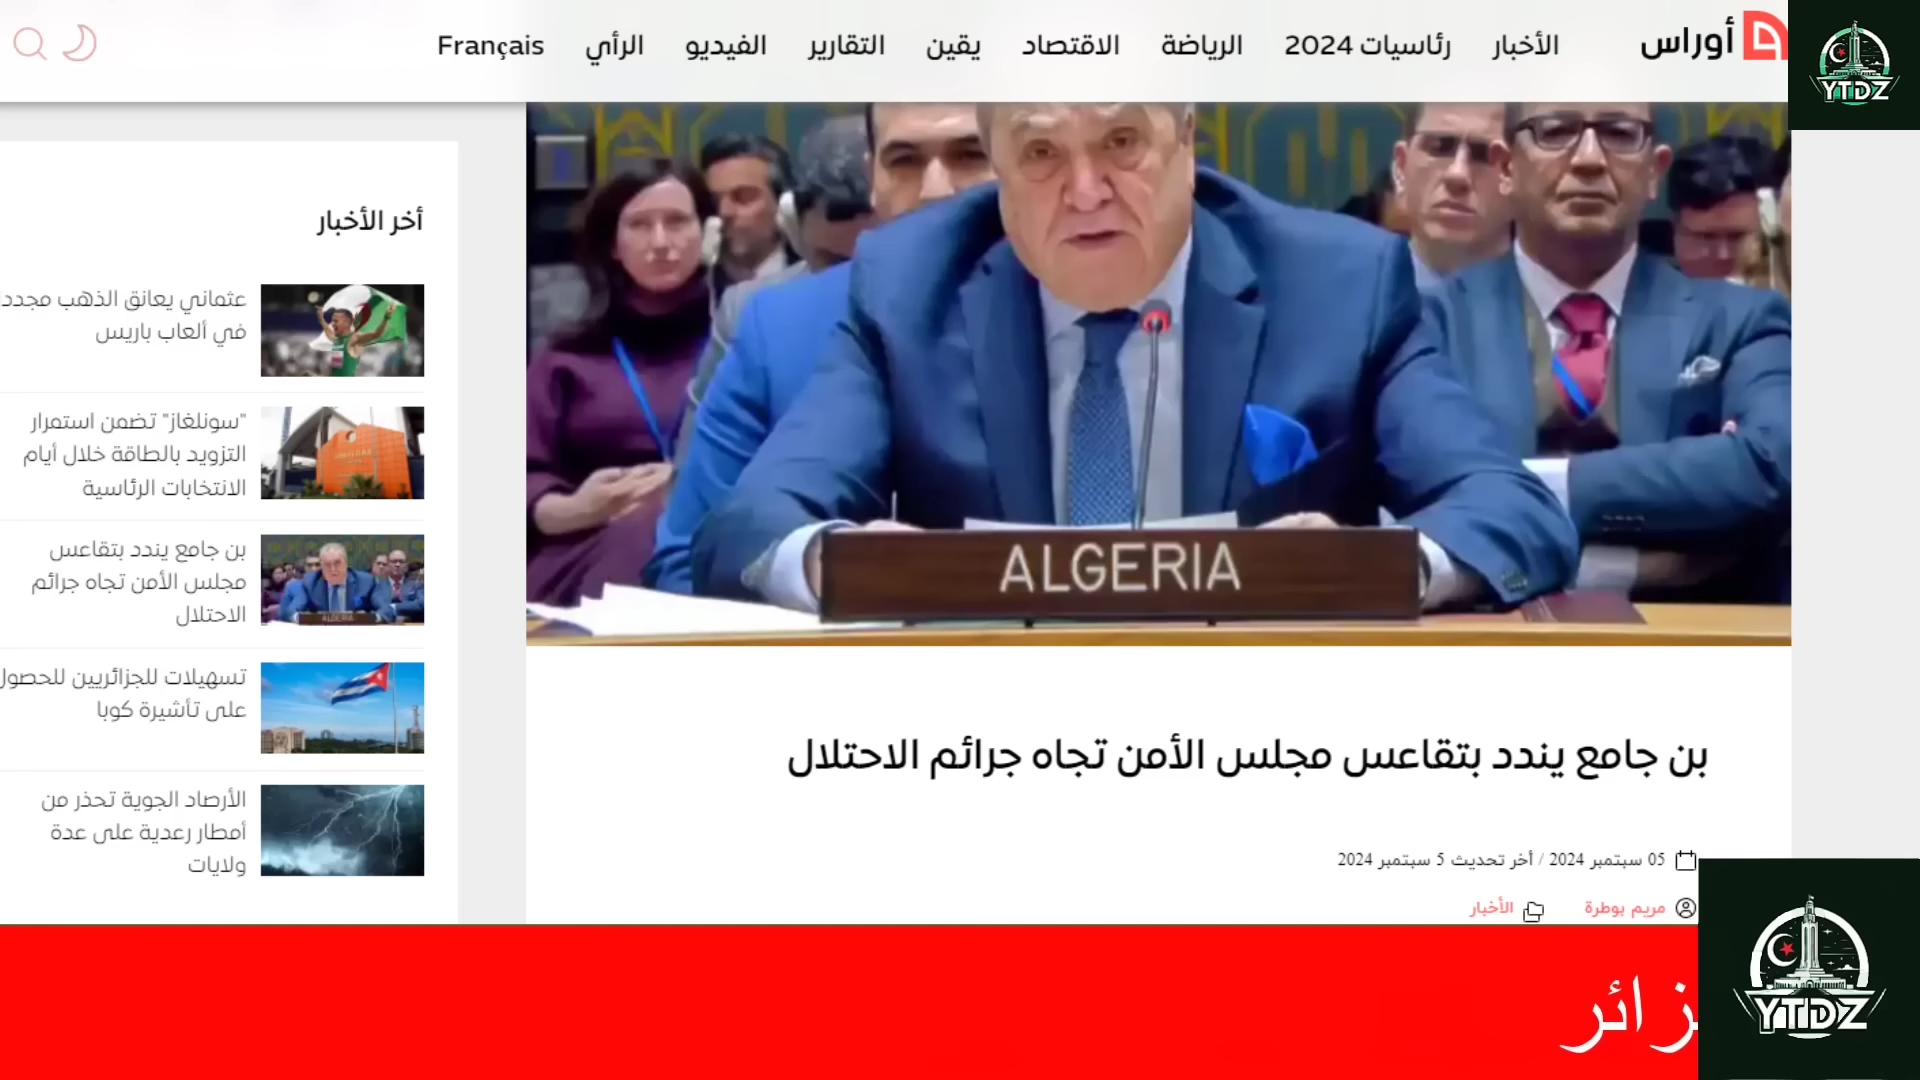 أوراس
الأخبار
رئاسيات 2024
الرياضة
الاقتصاد
يقين
التقارير
الفيديو
الرأي
Français
YTDZ
ALGERIA
بن جامع يندد بتقاعس مجلس الأمن تجاه جرائم الاحتلال
05 سبتمبر 2024 / أخر تحديث 5 سبتمبر 2024
مريم بوطرة
الأخبار
أخر الأخبار
عثماني يعانق الذهب مجددا
في ألعاب باريس
"سونلغاز" تضمن استمرار
التزويد بالطاقة خلال أيام
الانتخابات الرئاسية
بن جامع يندد بتقاعس
مجلس الأمن تجاه جرائم
الاحتلال
تسهيلات للجزائريين للحصول
على تأشيرة كوبا
الأرصاد الجوية تحذر من
أمطار رعدية على عدة
ولايات
زائر
YTDZ